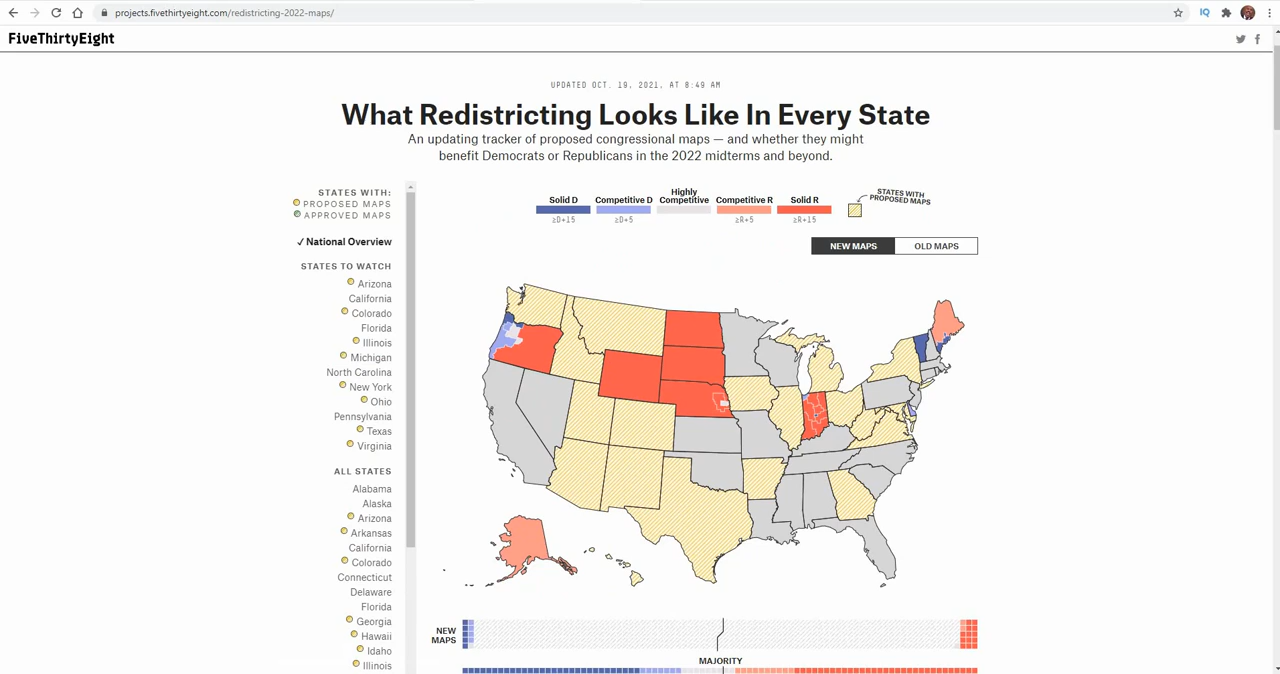 projects.fivethirtyeight.com/redistricting-2022-maps/
IQ
FiveThirtyEight
UPDATED OCT. 19, 2021, AT 8:49 AM
What Redistricting Looks Like In Every State
An updating tracker of proposed congressional maps — and whether they might
benefit Democrats or Republicans in the 2022 midterms and beyond.
STATES WITH:
PROPOSED MAPS
APPROVED MAPS
✓ National Overview
STATES TO WATCH
Arizona
California
Colorado
Florida
Illinois
Michigan
North Carolina
New York
Ohio
Pennsylvania
Texas
Virginia
ALL STATES
Alabama
Alaska
Arizona
Arkansas
California
Colorado
Connecticut
Delaware
Florida
Georgia
Hawaii
Idaho
Illinois
Solid D
≥D+15
Competitive D
≥D+5
Highly
Competitive
Competitive R
≥R+5
Solid R
≥R+15
STATES WITH
PROPOSED MAPS
NEW MAPS
OLD MAPS
NEW
MAPS
MAJORITY